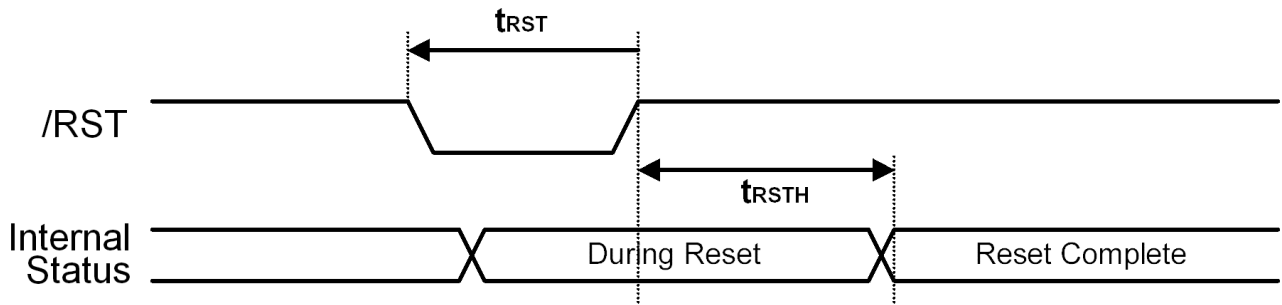 tRST
/RST
tRSTH
Internal
Status
During Reset
Reset Complete